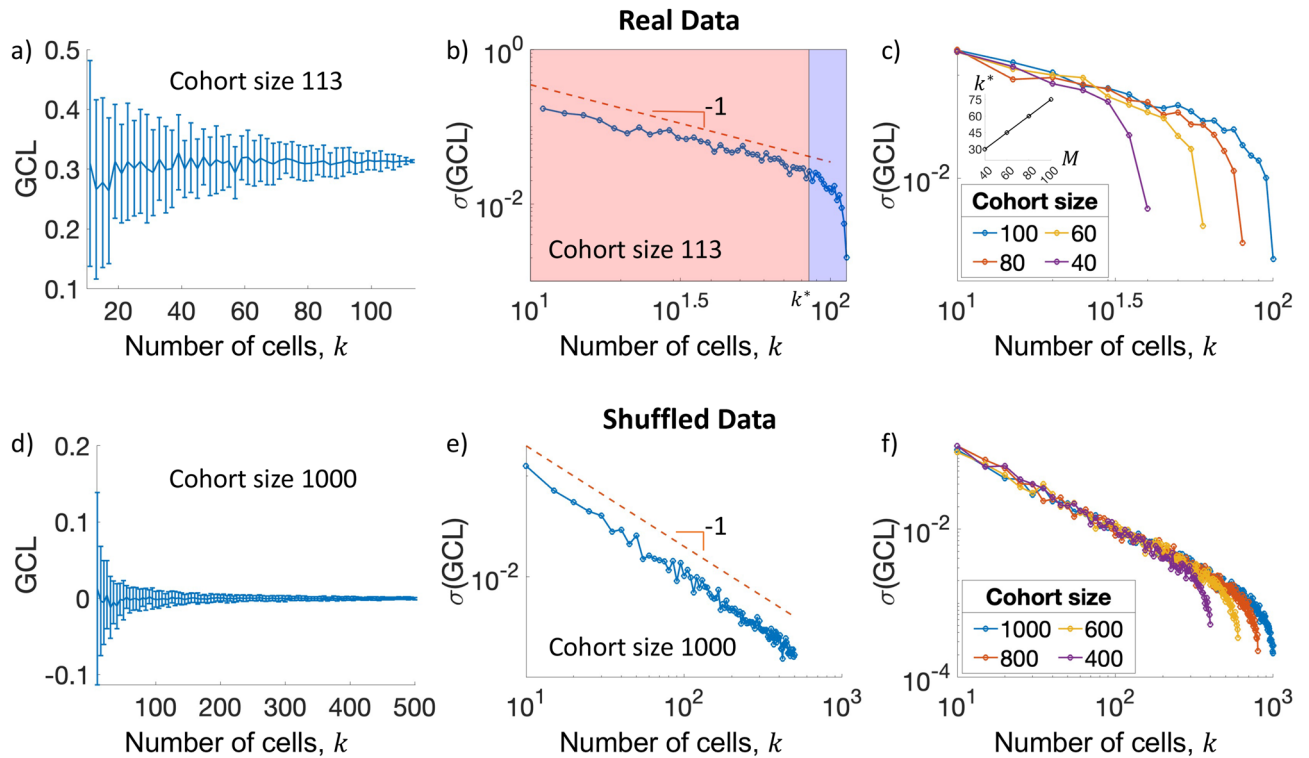 Real Data
a)
0.5
0.4
0.3
0.2
0.1
GCL
Cohort size 113
20
40
60
80
100
Number of cells, k
b)
10^0
10^-2
σ(GCL)
-1
Cohort size 113
10^1
10^1.5
k*
10^2
Number of cells, k
c)
10^-2
σ(GCL)
k*
75
60
45
30
40
60
80
100
M
Cohort size
100
60
80
40
10^1
10^1.5
10^2
Number of cells, k
Shuffled Data
d)
0.2
0.1
0
-0.1
GCL
Cohort size 1000
100
200
300
400
500
Number of cells, k
e)
10^-2
σ(GCL)
-1
Cohort size 1000
10^1
10^2
10^3
Number of cells, k
f)
10^-2
10^-4
σ(GCL)
Cohort size
1000
600
800
400
10^1
10^2
10^3
Number of cells, k